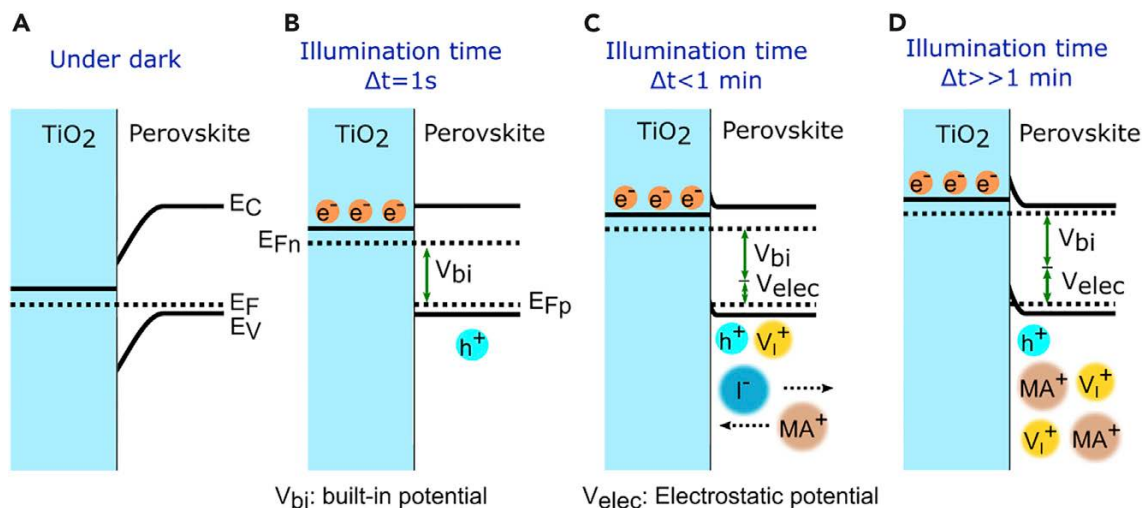 A
Under dark
TiO2 Perovskite
EC
EF
EV
B
Illumination time
Δt=1s
TiO2 Perovskite
e- e- e-
EFn
Vbi
EFp
h+
C
Illumination time
Δt<1 min
TiO2 Perovskite
e- e- e-
Vbi
Velec
h+ VI+
I-
MA+
D
Illumination time
Δt>>1 min
TiO2 Perovskite
e- e- e-
Vbi
Velec
h+
MA+ VI+
VI+ MA+
Vbi: built-in potential
Velec: Electrostatic potential